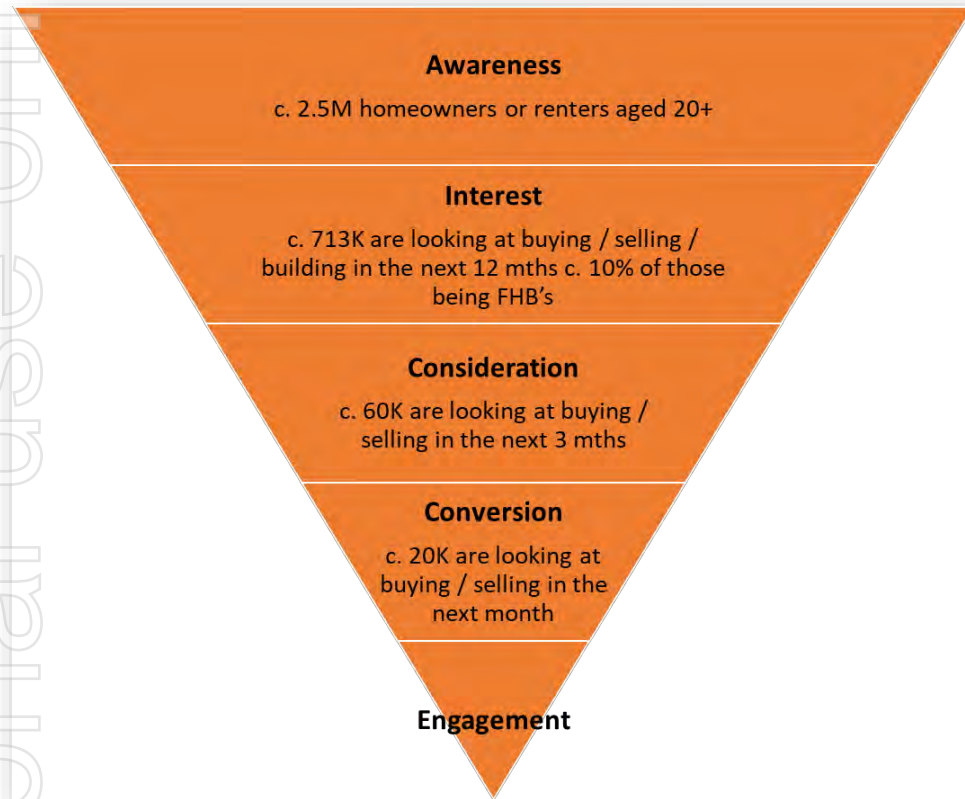 Awareness
c. 2.5M homeowners or renters aged 20+
Interest
c. 713K are looking at buying / selling /
building in the next 12 mths c. 10% of those
being FHB's
Consideration
c. 60K are looking at buying /
selling in the next 3 mths
Conversion
c. 20K are looking at
buying / selling in the
next month
Engagement